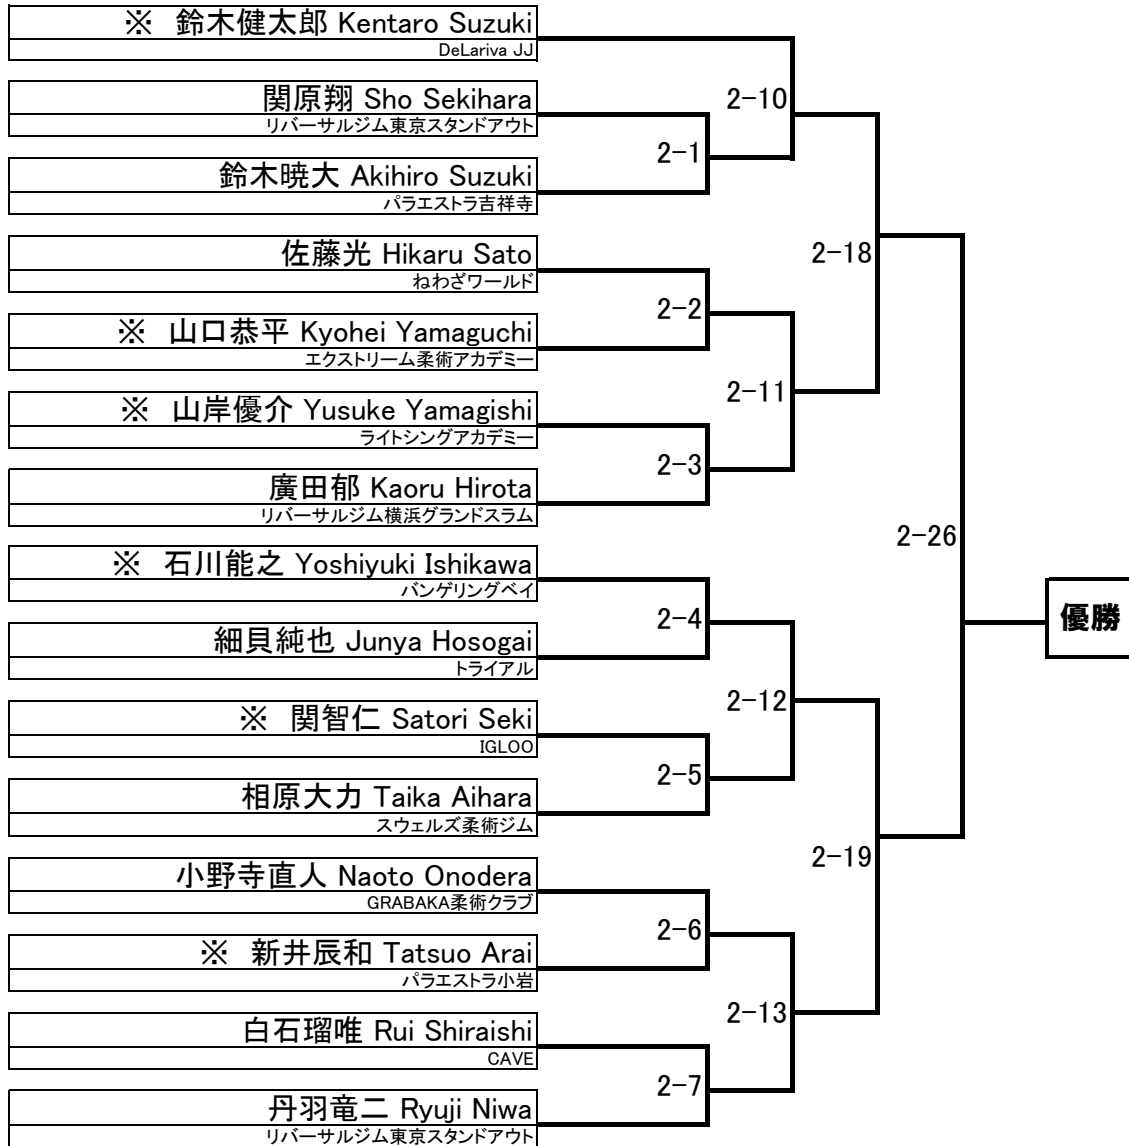 ※ 鈴木健太郎 Kentaro Suzuki
DeLariva JJ
関原翔 Sho Sekihara
リバーサルジム東京スタンドアウト
鈴木暁大 Akihiro Suzuki
パラエストラ吉祥寺
佐藤光 Hikaru Sato
ねわざワールド
※ 山口恭平 Kyohei Yamaguchi
エクストリーム柔術アカデミー
※ 山岸優介 Yusuke Yamagishi
ライトシングアカデミー
廣田郁 Kaoru Hirota
リバーサルジム横浜グランドスラム
※ 石川能之 Yoshiyuki Ishikawa
バンゲリングベイ
細貝純也 Junya Hosogai
トライアル
※ 関智仁 Satori Seki
IGLOO
相原大力 Taika Aihara
スウェルズ柔術ジム
小野寺直人 Naoto Onodera
GRABAKA柔術クラブ
※ 新井辰和 Tatsuo Arai
パラエストラ小岩
白石瑠唯 Rui Shiraishi
CAVE
丹羽竜二 Ryuji Niwa
リバーサルジム東京スタンドアウト
2-1
2-2
2-3
2-4
2-5
2-6
2-7
2-10
2-11
2-12
2-13
2-18
2-19
2-26
優勝